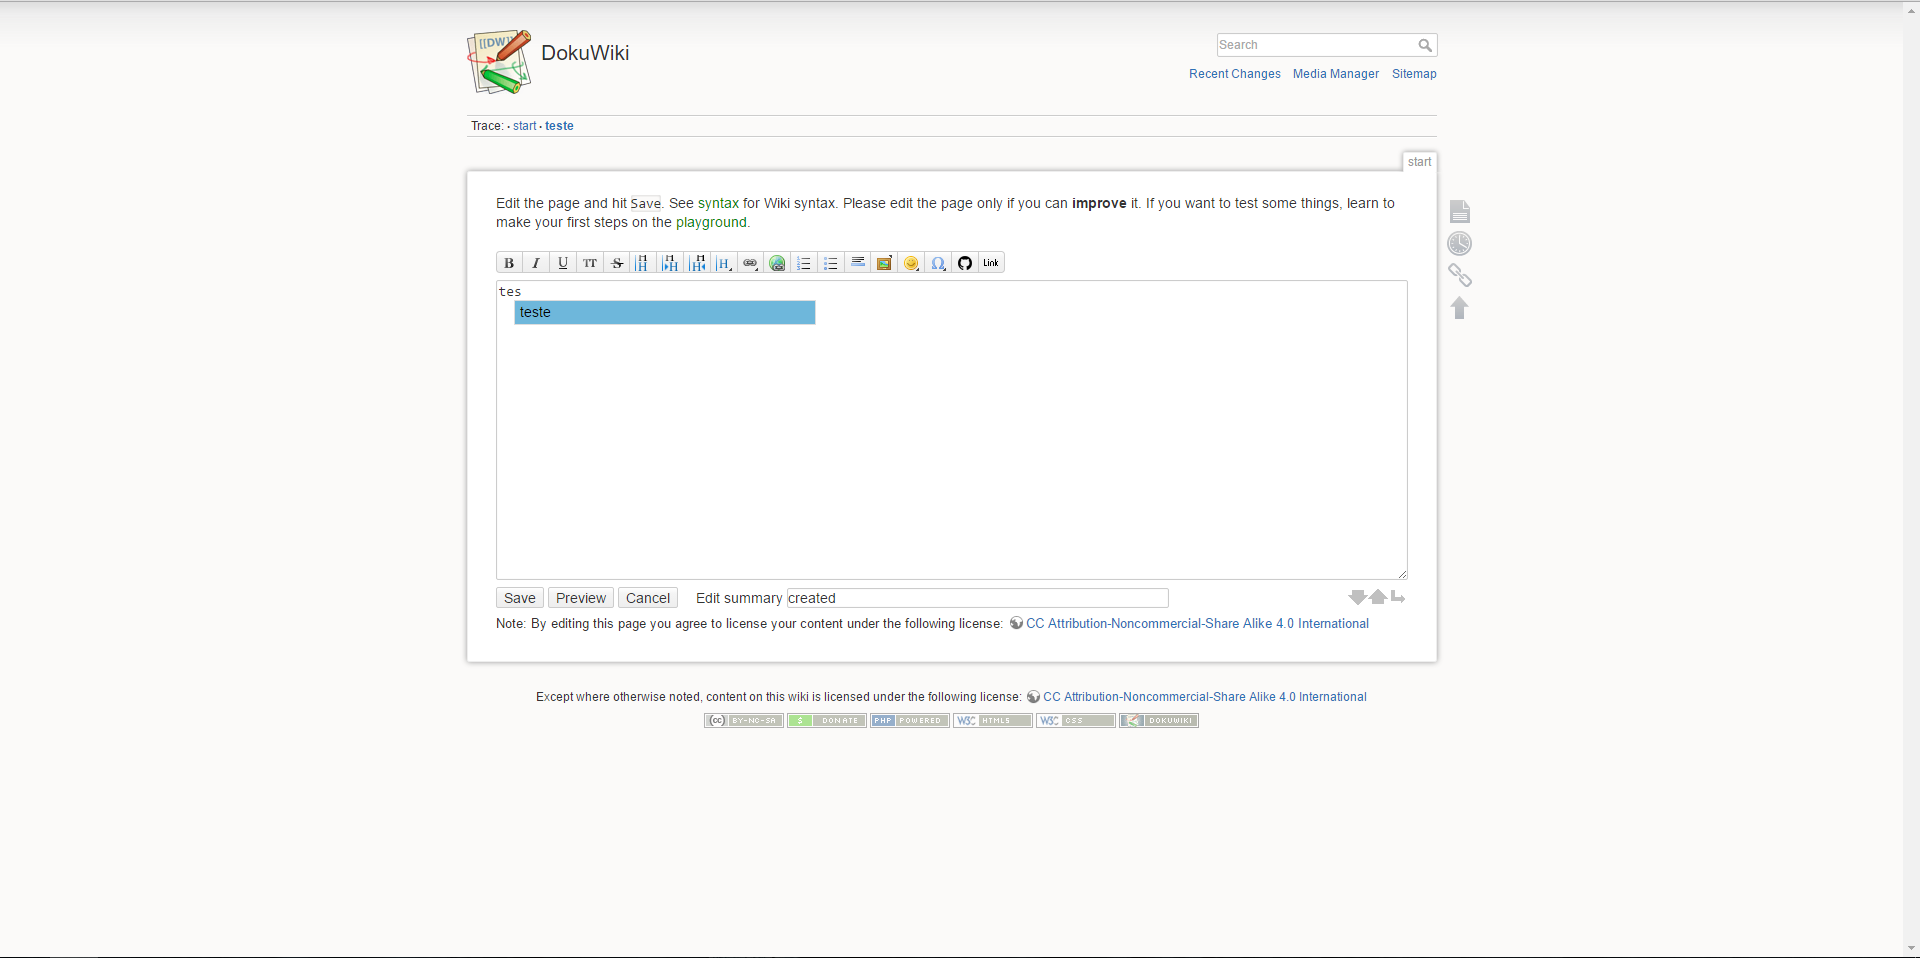 [[DW]]
DokuWiki
Search
Recent Changes Media Manager Sitemap
Trace: • start • teste
start
Edit the page and hit Save. See syntax for Wiki syntax. Please edit the page only if you can improve it. If you want to test some things, learn to
make your first steps on the playground.
B I U TT S H H H H Ω Link
tes
teste
Save Preview Cancel Edit summary created
Note: By editing this page you agree to license your content under the following license: CC Attribution-Noncommercial-Share Alike 4.0 International
Except where otherwise noted, content on this wiki is licensed under the following license: CC Attribution-Noncommercial-Share Alike 4.0 International
cc BY-NC-SA $ DONATE PHP POWERED W3C HTML5 W3C CSS DOKUWIKI